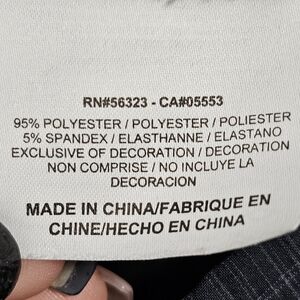 RN#56323 - CA#05553
95% POLYESTER / POLYESTER / POLIESTER
5% SPANDEX / ELASTHANNE / ELASTANO
EXCLUSIVE OF DECORATION / DECORATION
NON COMPRISE / NO INCLUYE LA
DECORACION
MADE IN CHINA/FABRIQUE EN
CHINE/HECHO EN CHINA